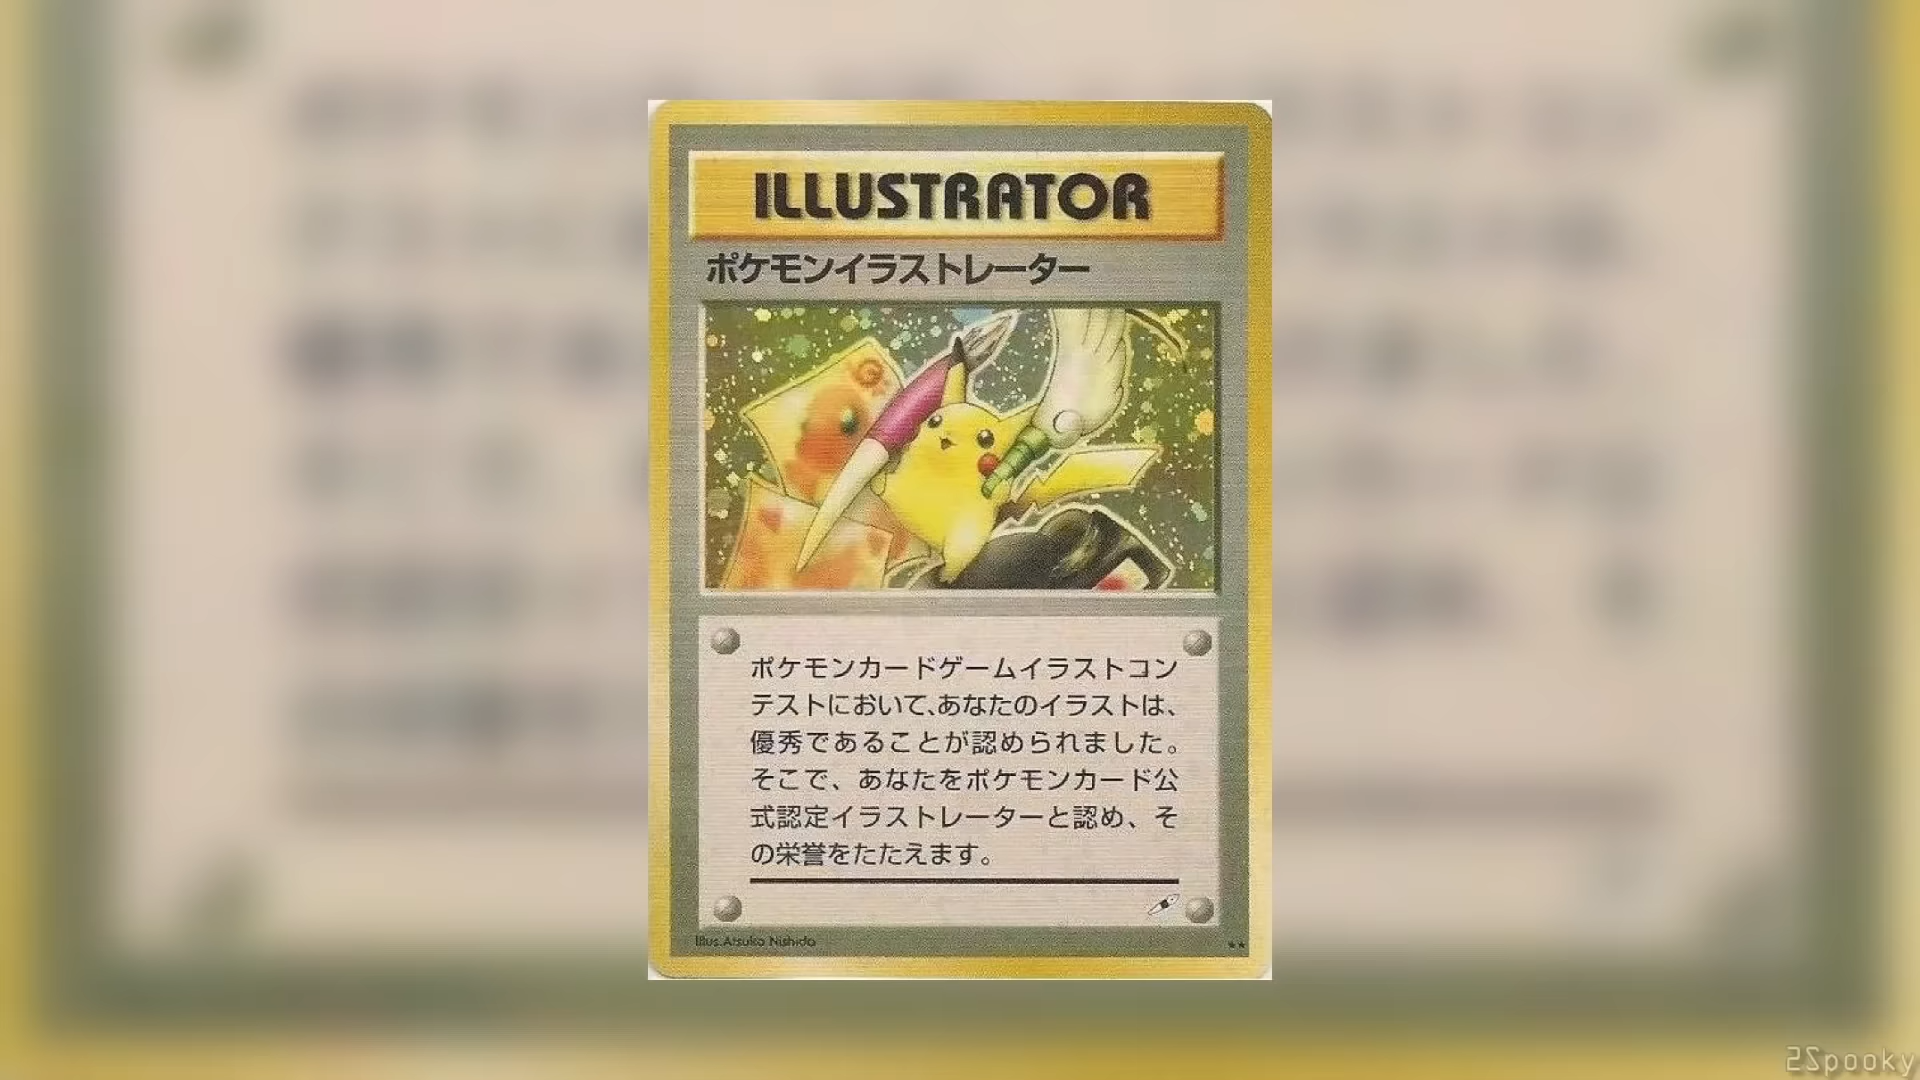 ILLUSTRATOR
ポケモンイラストレーター
ポケモンカードゲームイラストコン
テストにおいて、あなたのイラストは、
優秀であることが認められました。
そこで、あなたをポケモンカード公
式認定イラストレーターと認め、そ
の栄誉をたたえます。
Illus. Atsuko Nishida
★★
2Spooky